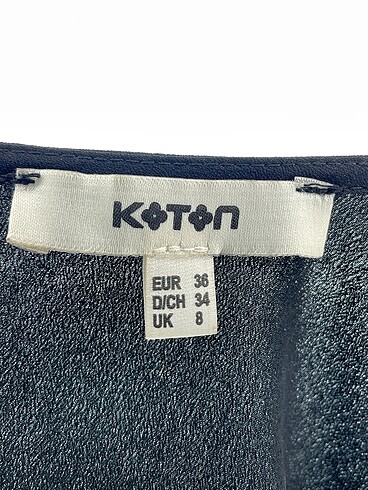 KOTON
EUR 36
D/CH 34
UK 8